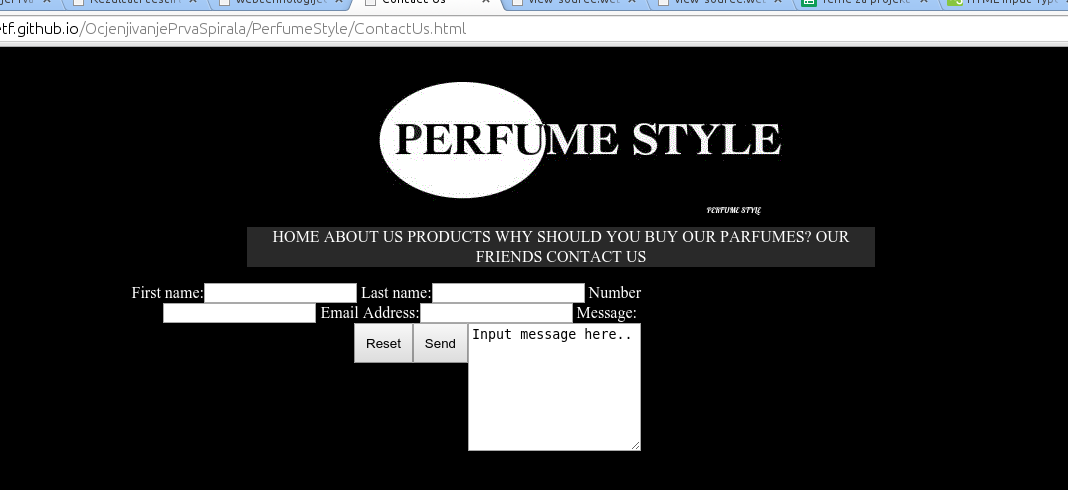 Contact Us
etf.github.io/OcjenjivanjePrvaSpirala/PerfumeStyle/ContactUs.html
PERFUME STYLE
PERFUME STYLE
HOME ABOUT US PRODUCTS WHY SHOULD YOU BUY OUR PARFUMES? OUR
FRIENDS CONTACT US
First name: Last name: Number
Email Address: Message:
Reset Send Input message here..